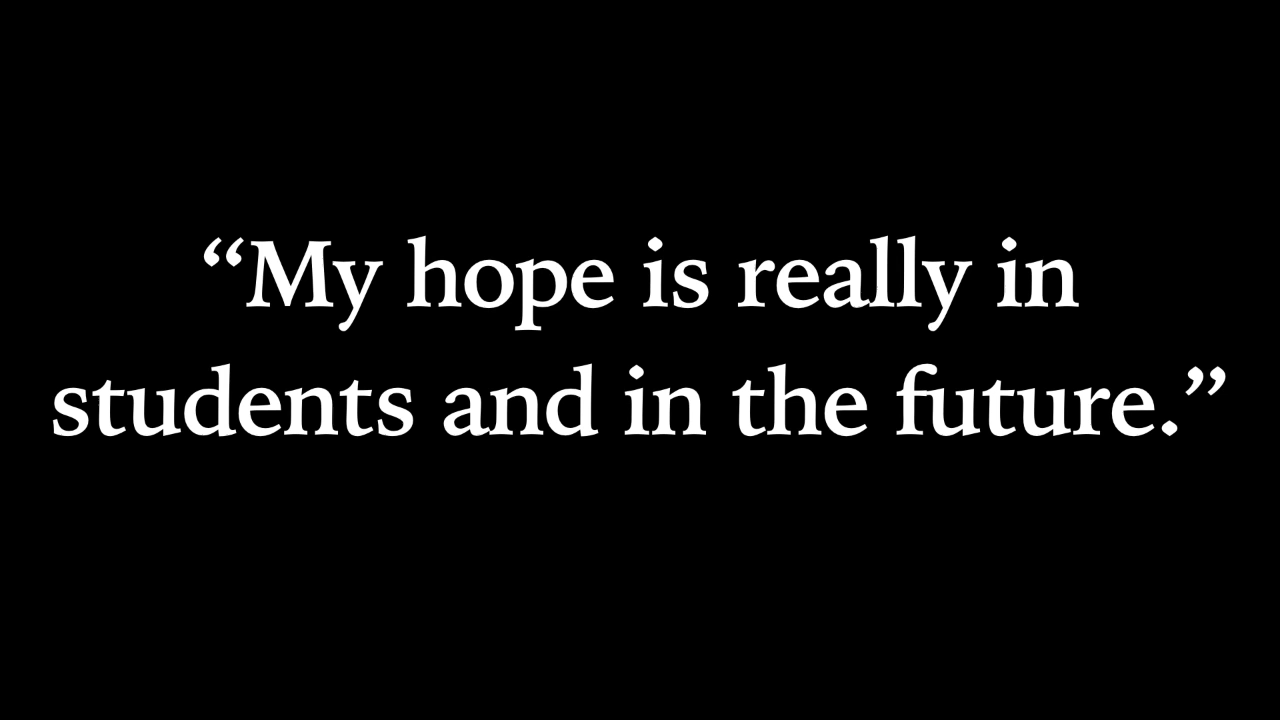 “My hope is really in
students and in the future.”